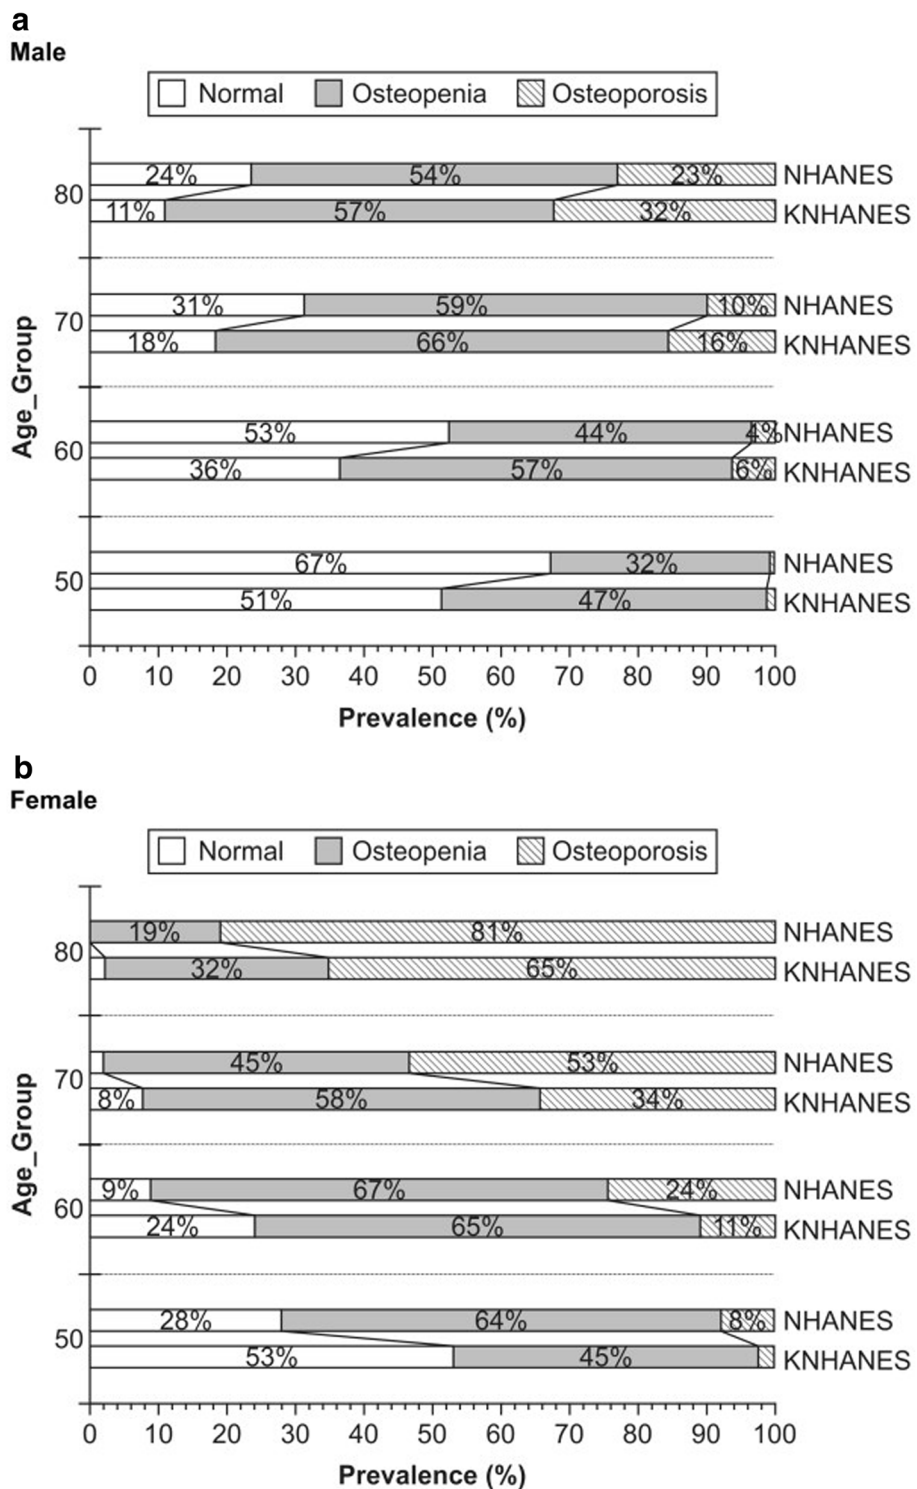 a
Male
Normal Osteopenia Osteoporosis
24% 54% 23% NHANES
80
11% 57% 32% KNHANES
31% 59% 10% NHANES
70
18% 66% 16% KNHANES
Age_Group
53% 44% 4% NHANES
60
36% 57% 6% KNHANES
67% 32% NHANES
50
51% 47% KNHANES
0 10 20 30 40 50 60 70 80 90 100
Prevalence (%)
b
Female
Normal Osteopenia Osteoporosis
19% 81% NHANES
80
32% 65% KNHANES
45% 53% NHANES
70
8% 58% 34% KNHANES
Age_Group
9% 67% 24% NHANES
60
24% 65% 11% KNHANES
28% 64% 8% NHANES
50
53% 45% KNHANES
0 10 20 30 40 50 60 70 80 90 100
Prevalence (%)